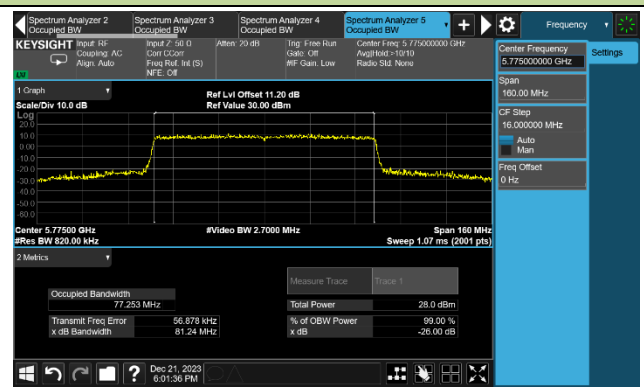 Spectrum Analyzer 2
Occupied BW
Spectrum Analyzer 3
Occupied BW
Spectrum Analyzer 4
Occupied BW
Spectrum Analyzer 5
Occupied BW
Frequency
KEYSIGHT
Input: RF
Coupling: AC
Align: Auto
Input Z: 50 Ω
Corr CCorr
Freq Ref: Int (S)
NFE: Off
Atten: 20 dB
Trig: Free Run
Gate: Off
#IF Gain: Low
Center Freq: 5.775000000 GHz
Avg|Hold:>10/10
Radio Std: None
LXI
Center Frequency
5.775000000 GHz
Settings
Span
160.00 MHz
CF Step
16.000000 MHz
Auto
Man
Freq Offset
0 Hz
1 Graph
Scale/Div 10.0 dB
Ref Lvl Offset 11.20 dB
Ref Value 30.00 dBm
Log
20.0
10.0
0.00
-10.0
-20.0
-30.0
-40.0
-50.0
-60.0
Center 5.77500 GHz
#Res BW 820.00 kHz
#Video BW 2.7000 MHz
Span 160 MHz
Sweep 1.07 ms (2001 pts)
2 Metrics
Measure Trace
Trace 1
Occupied Bandwidth
77.253 MHz
Total Power
28.0 dBm
Transmit Freq Error
56.878 kHz
% of OBW Power
99.00 %
x dB Bandwidth
81.24 MHz
x dB
-26.00 dB
Dec 21, 2023
6:01:36 PM